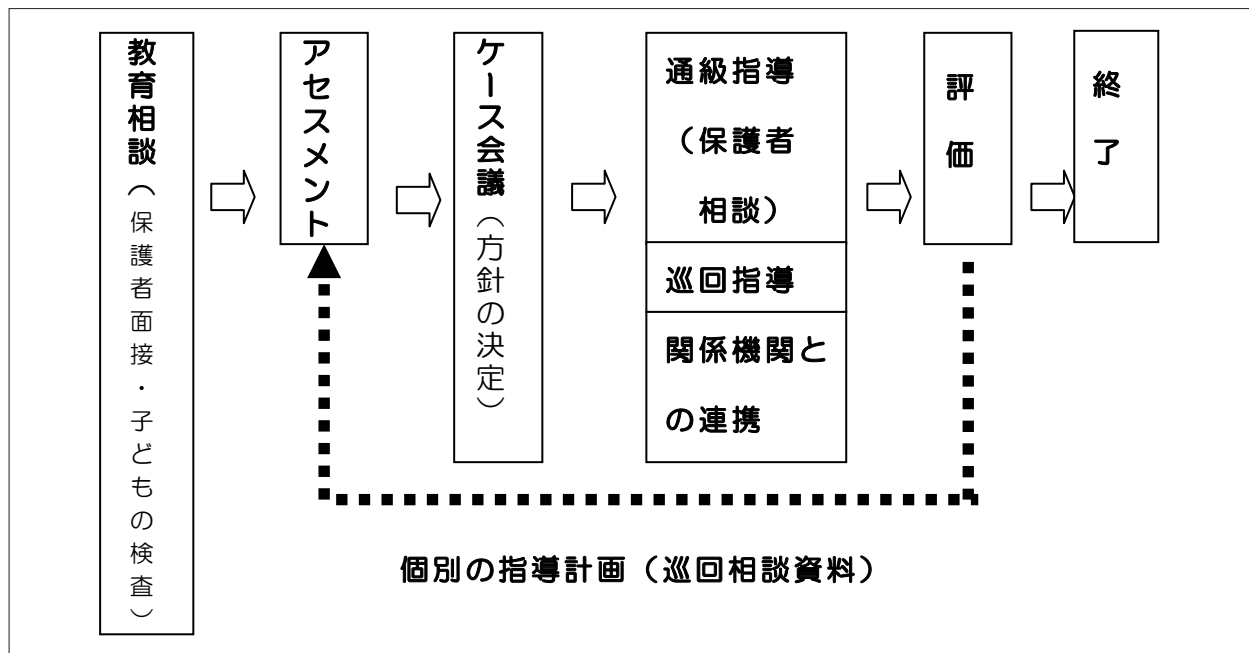 教育相談（保護者面接・子どもの検査）
アセスメント
ケース会議（方針の決定）
通級指導
（保護者
相談）
巡回指導
関係機関と
の連携
評価
終了
個別の指導計画（巡回相談資料）